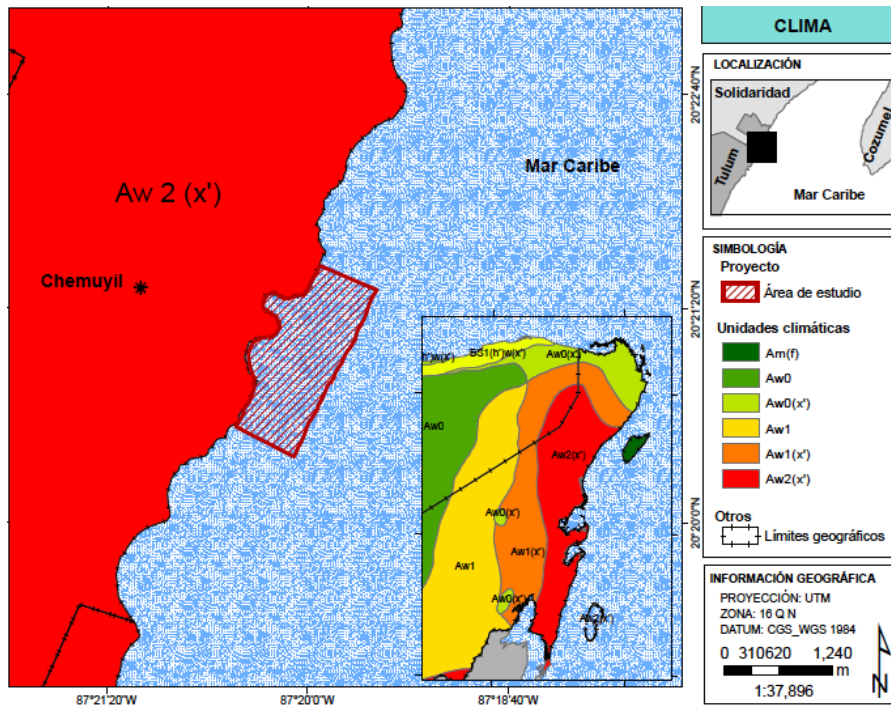 Aw 2 (x')
Mar Caribe
Chemuyil
87°21'20"W
87°20'0"W
87°18'40"W
20°22'40"N
20°21'20"N
20°20'0"N
BS1(h')w(x')
Aw0(x')
Aw0
Aw2(x')
Aw0(x')
Aw1
Aw1(x')
Aw0(x')
CLIMA
LOCALIZACIÓN
Solidaridad
Tulum
Cozumel
Mar Caribe
SIMBOLOGÍA
Proyecto
Área de estudio
Unidades climáticas
Am(f)
Aw0
Aw0(x')
Aw1
Aw1(x')
Aw2(x')
Otros
Límites geográficos
INFORMACIÓN GEOGRÁFICA
PROYECCIÓN: UTM
ZONA: 16 Q N
DATUM: CGS_WGS 1984
0 310620 1,240
m
1:37,896
N